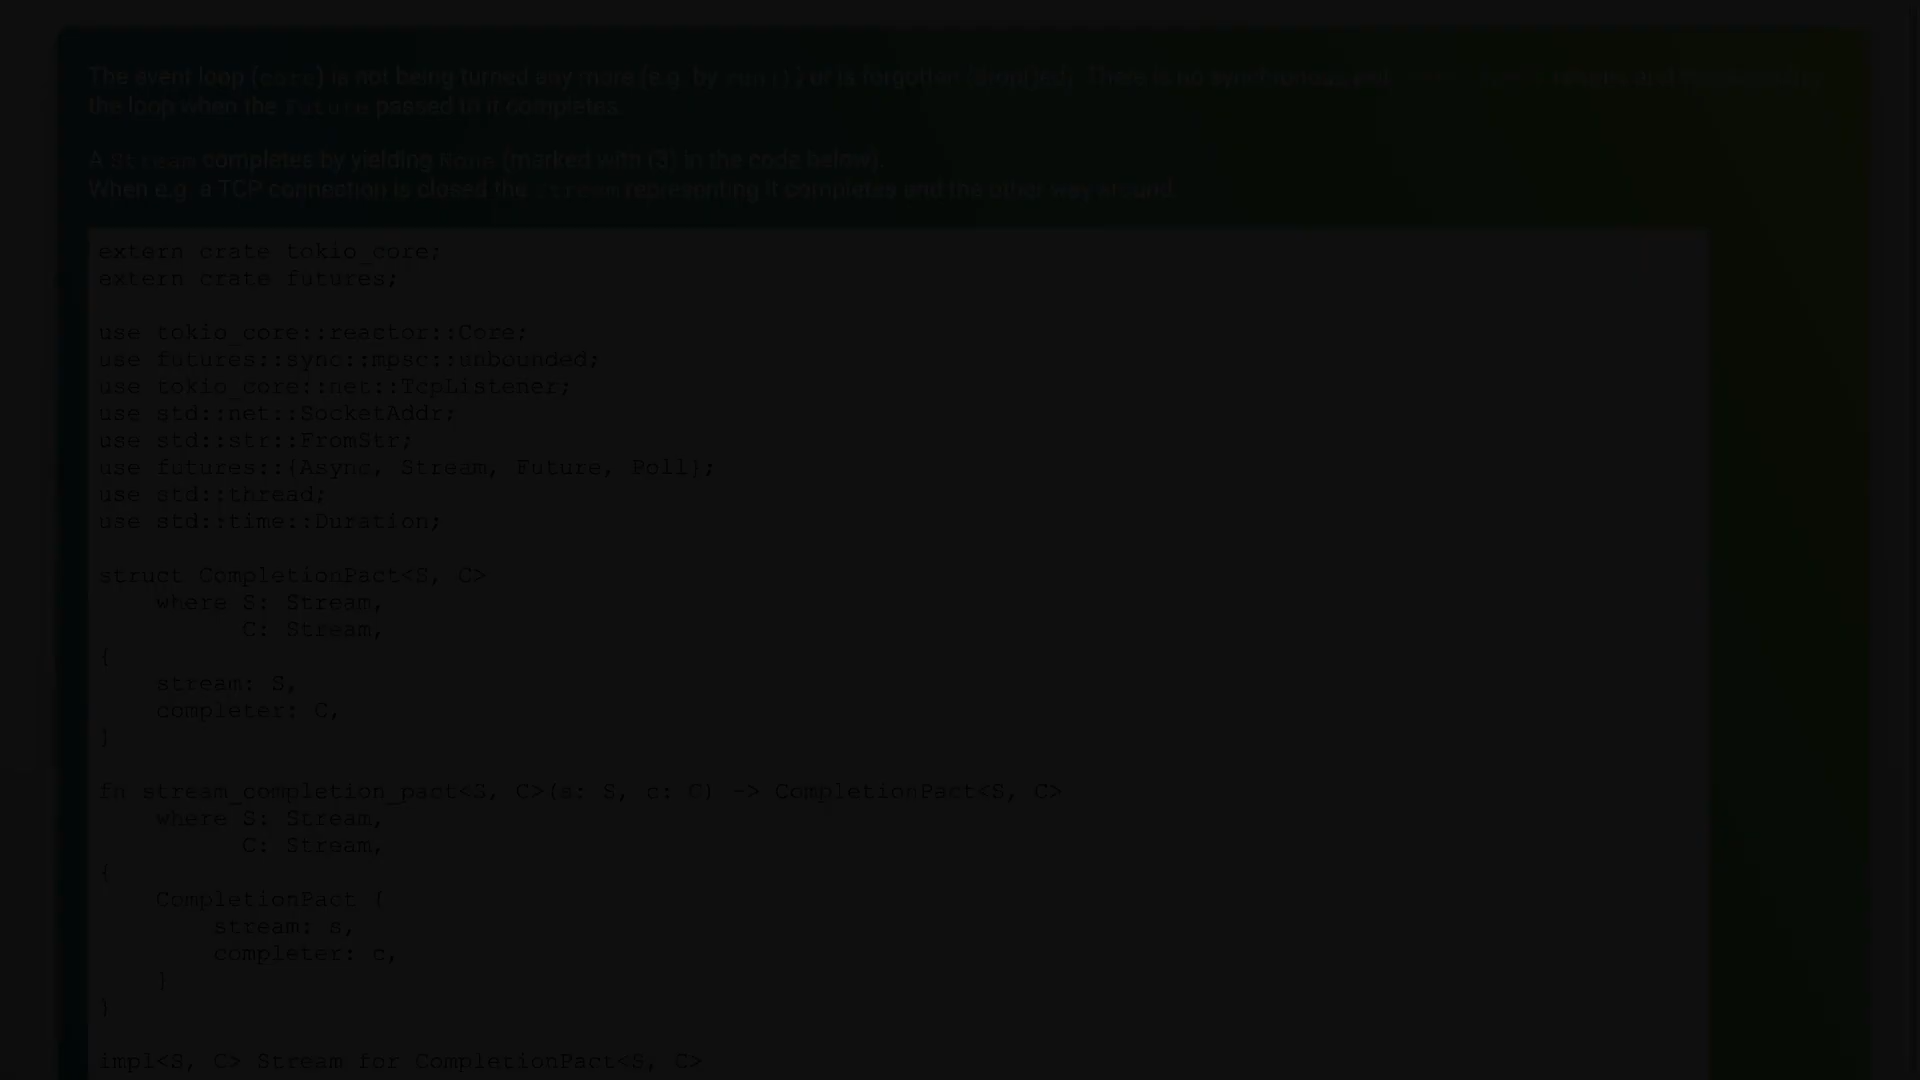 The event loop (core) is not being turned any more (e.g. by run()) or is forgotten (drop()ed). There is no synchronous end. returns and
the loop when the Future passed to it completes.
A Stream completes by yielding None (marked with (3) in the code below).
When e.g. a TCP connection is closed the Stream representing it completes and the other way around.
extern crate tokio_core;
extern crate futures;
use tokio_core::reactor::Core;
use futures::sync::mpsc::unbounded;
use tokio_core::net::TcpListener;
use std::net::SocketAddr;
use std::str::FromStr;
use futures::{Async, Stream, Future, Poll};
use std::thread;
use std::time::Duration;
struct CompletionPact<S, C>
where S: Stream,
C: Stream,
{
stream: S,
completer: C,
}
fn stream_completion_pact<S, C>(s: S, c: C) -> CompletionPact<S, C>
where S: Stream,
C: Stream,
{
CompletionPact {
stream: s,
completer: c,
}
}
impl<S, C> Stream for CompletionPact<S, C>